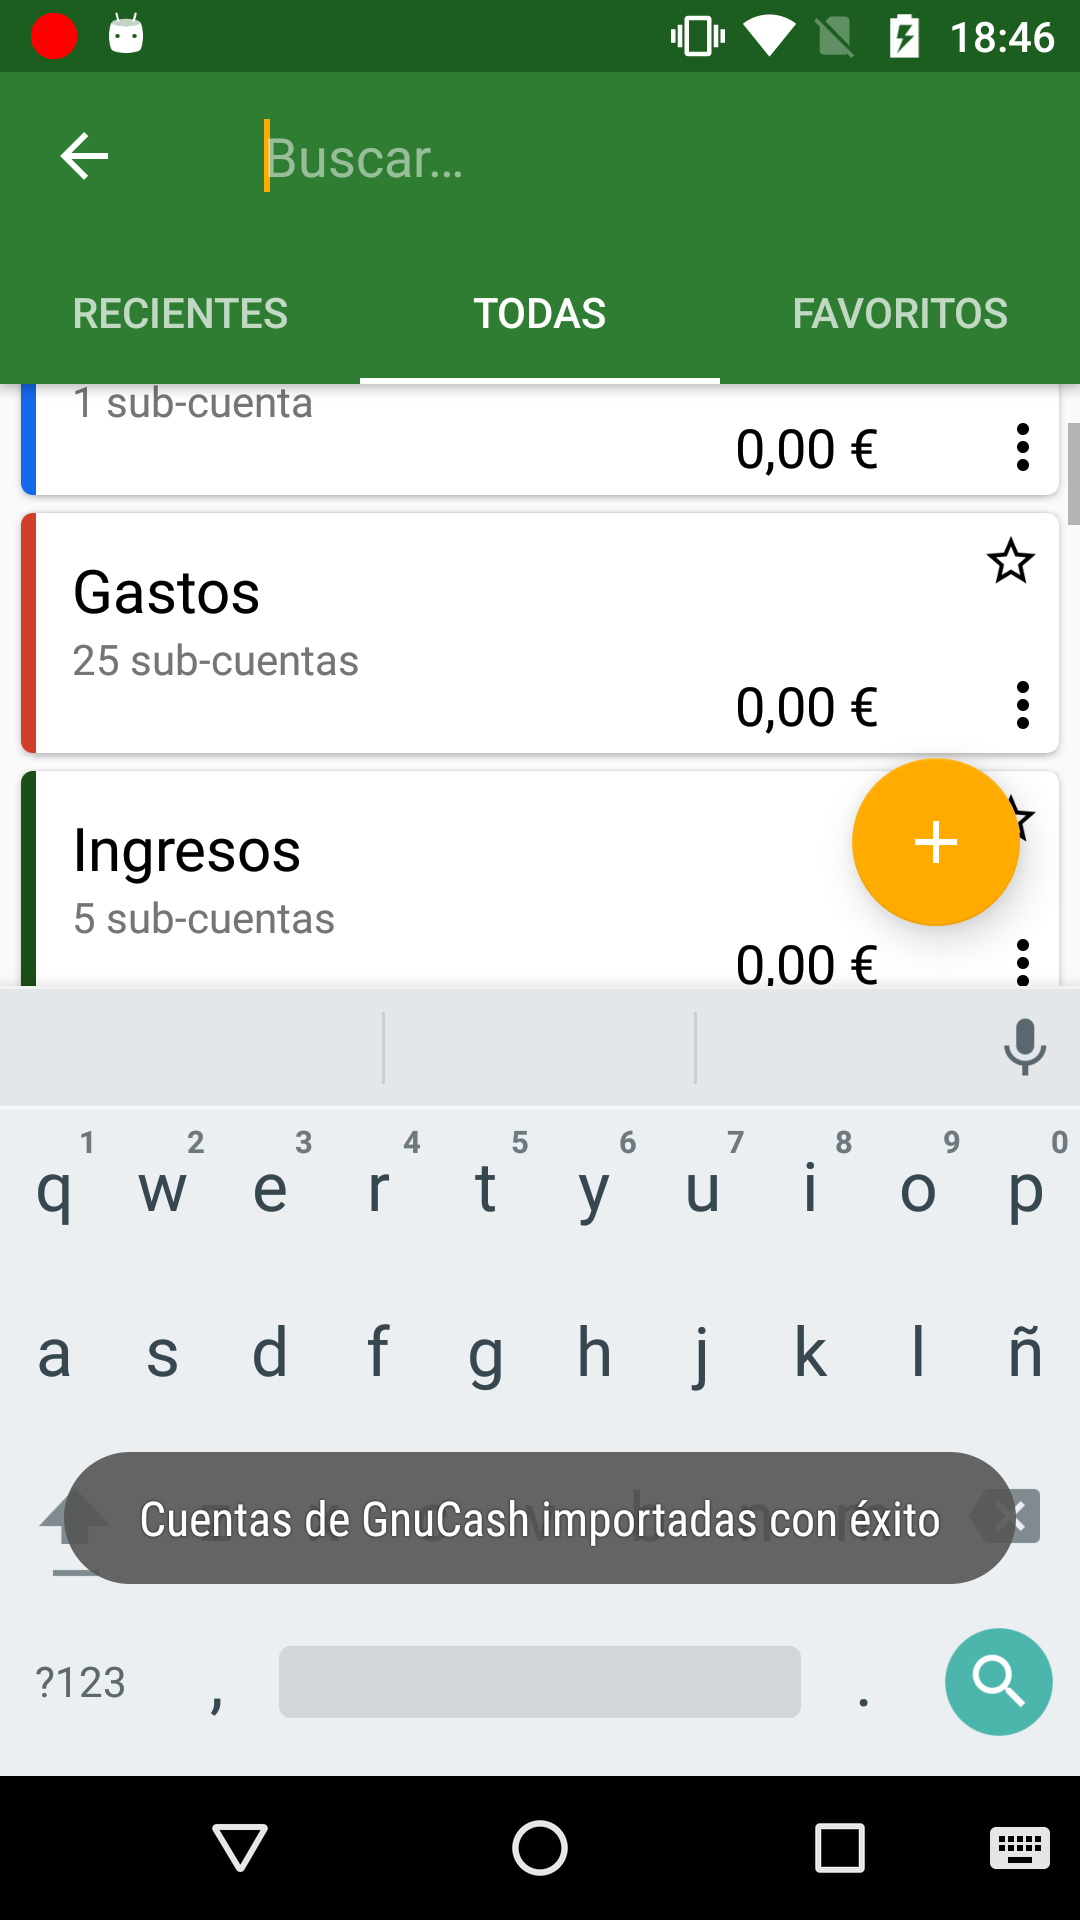 18:46
Buscar...
RECIENTES
TODAS
FAVORITOS
1 sub-cuenta
0,00 €
Gastos
25 sub-cuentas
0,00 €
Ingresos
5 sub-cuentas
0,00 €
1 2 3 4 5 6 7 8 9 0
q w e r t y u i o p
a s d f g h j k l ñ
Cuentas de GnuCash importadas con éxito
?123 , .